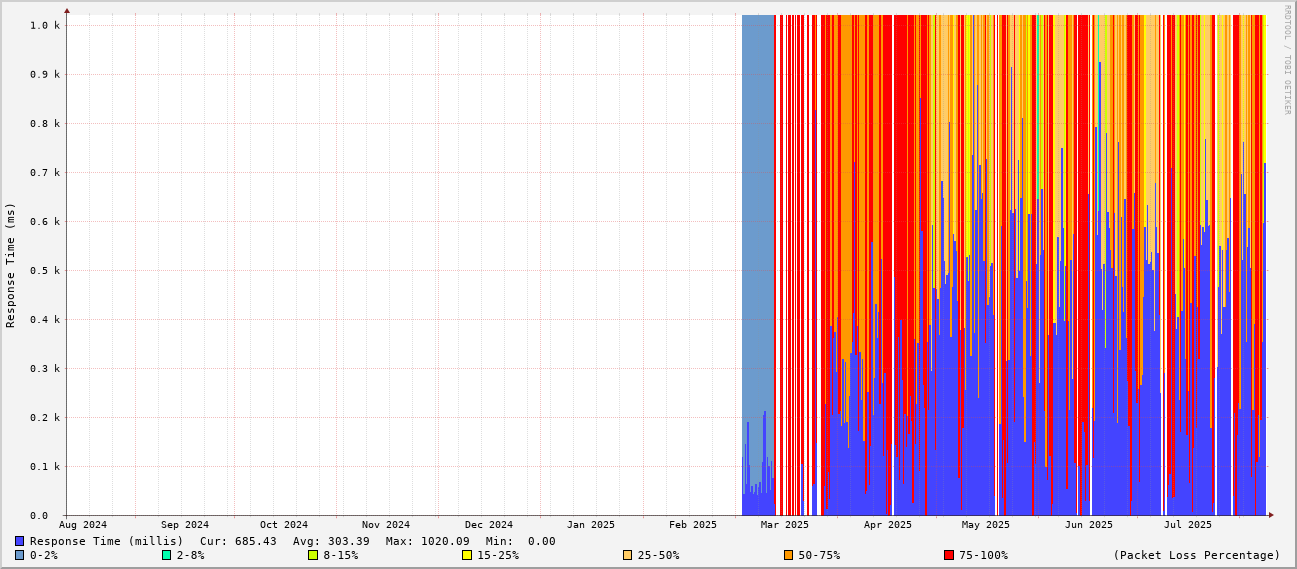 RRDTOOL / TOBI OETIKER
Response Time (ms)
1.0 k
0.9 k
0.8 k
0.7 k
0.6 k
0.5 k
0.4 k
0.3 k
0.2 k
0.1 k
0.0
Aug 2024 Sep 2024 Oct 2024 Nov 2024 Dec 2024 Jan 2025 Feb 2025 Mar 2025 Apr 2025 May 2025 Jun 2025 Jul 2025
Response Time (millis) Cur: 685.43 Avg: 303.39 Max: 1020.09 Min: 0.00
0-2% 2-8% 8-15% 15-25% 25-50% 50-75% 75-100% (Packet Loss Percentage)